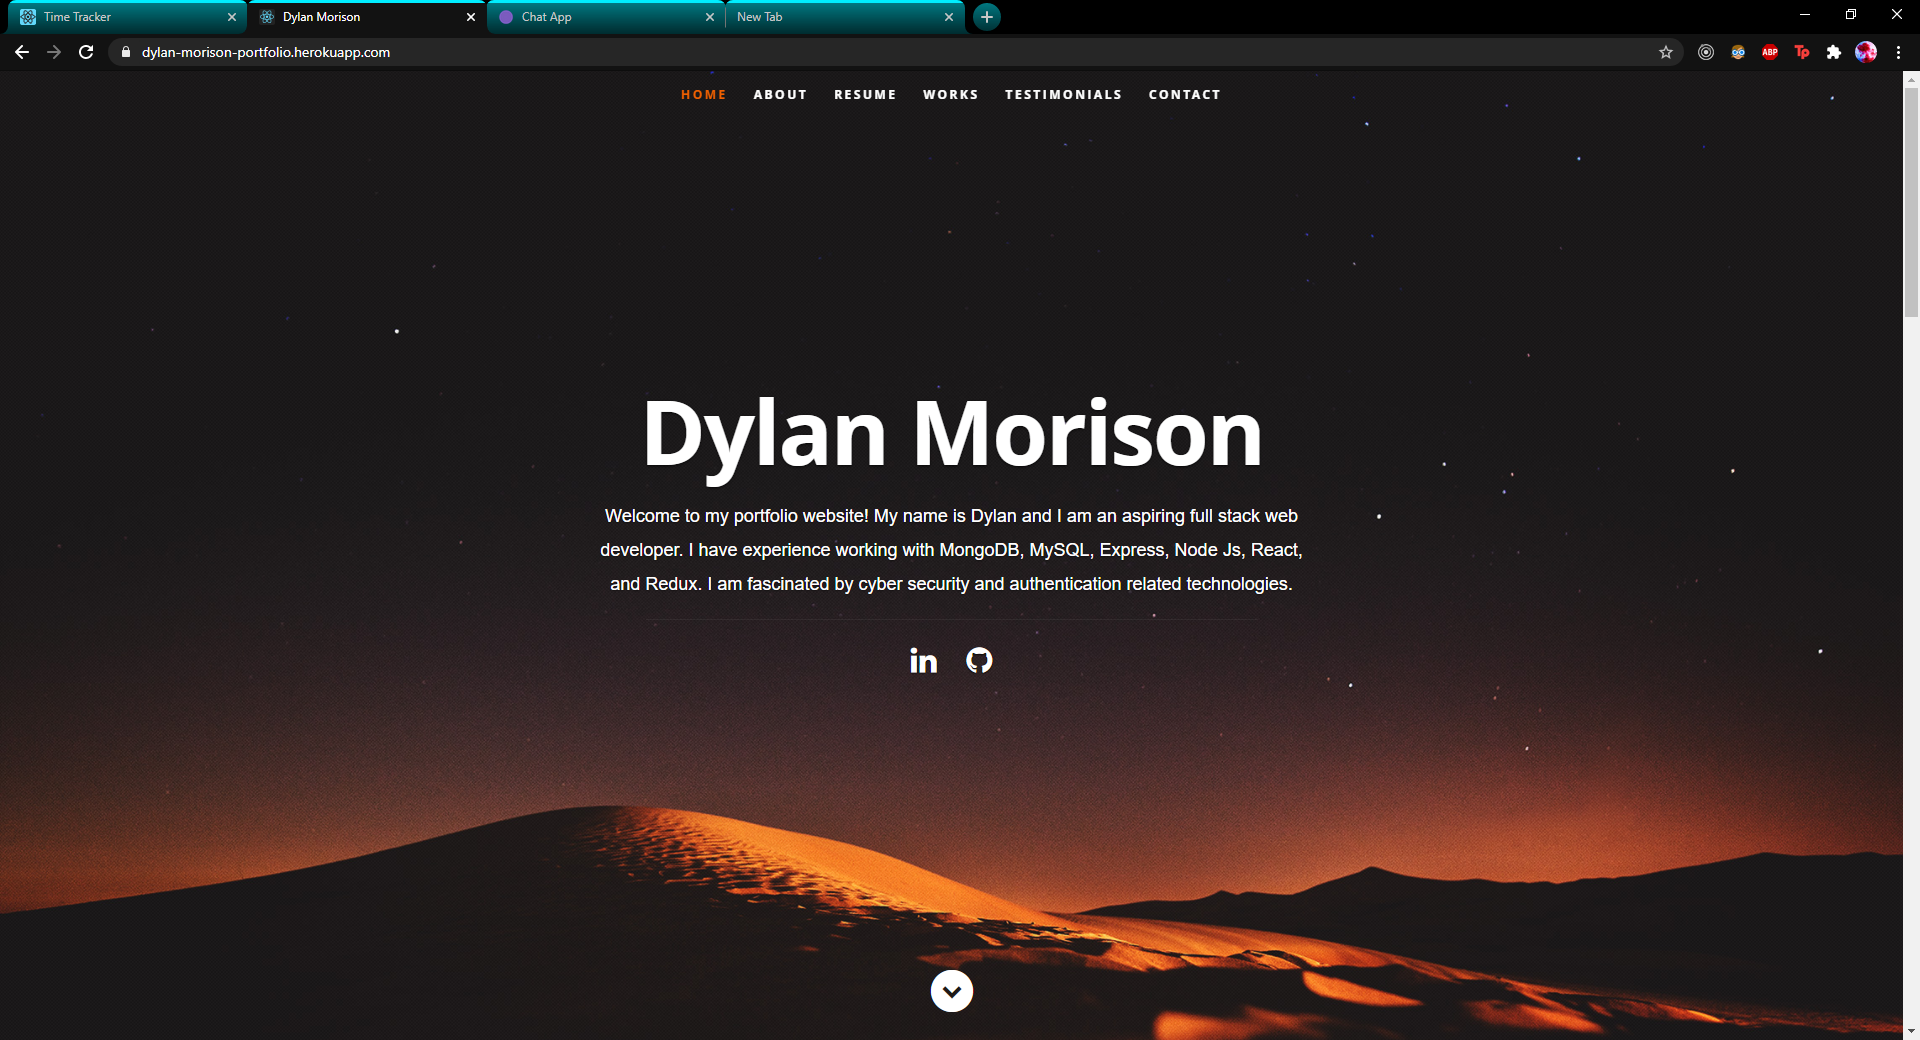 Time Tracker
Dylan Morison
Chat App
New Tab
dylan-morison-portfolio.herokuapp.com
ABP
Tp
HOME ABOUT RESUME WORKS TESTIMONIALS CONTACT
Dylan Morison
Welcome to my portfolio website! My name is Dylan and I am an aspiring full stack web
developer. I have experience working with MongoDB, MySQL, Express, Node Js, React,
and Redux. I am fascinated by cyber security and authentication related technologies.
in